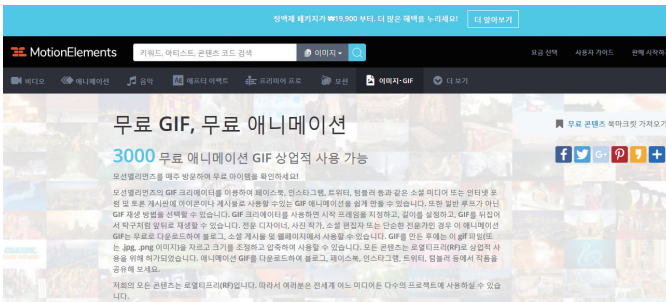 정액제 패키지가 ₩19,900 부터. 더 많은 혜택을 누리세요! 더 알아보기
MotionElements 키워드, 아티스트, 콘텐츠 코드 검색 이미지 요금 선택 사용자 가이드 판매 시작하
비디오 애니메이션 음악 AE 애프터 이펙트 프리미어 프로 모션 이미지·GIF 더 보기
무료 GIF, 무료 애니메이션
무료 콘텐츠 북마크릿 가져오기
3000 무료 애니메이션 GIF 상업적 사용 가능
모션엘리먼츠를 매주 방문하여 무료 아이템을 확인하세요!
모션엘리먼츠의 GIF 크리에이터를 이용하여 페이스북, 인스타그램, 트위터, 텀블러 등과 같은 소셜 미디어 또는 인터넷 포
럼 및 토론 게시판에 아이콘이나 게시물로 사용할 수있는 GIF 애니메이션을 쉽게 만들 수 있습니다. 또한 일반 루프가 아닌
GIF 재생 방법을 선택할 수 있습니다. GIF 크리에이터를 사용하면 시작 프레임을 지정하고, 길이를 설정하고, GIF를 뒤집어
서 탁구처럼 앞뒤로 재생할 수 있습니다. 전문 디자이너, 사진 작가, 소셜 편집자 또는 단순한 전문가인 경우 이 애니메이션
GIF는 무료로 다운로드하여 블로그, 소셜 게시물 및 웹페이지에서 사용할 수 있습니다. GIF를 만든 후에는 이 gif 파일(또
는 .jpg, .png 이미지)을 자르고 크기를 조정하고 압축하여 사용할 수 있습니다. 모든 콘텐츠는 로열티프리(RF)로 상업적 사
용을 위해 허가되었습니다. 애니메이션 GIF를 다운로드하여 블로그, 페이스북, 인스타그램, 트위터, 텀블러 등에서 작품을
공유해 보세요.
저희의 모든 콘텐츠는 로열티프리(RF)입니다. 따라서 여러분은 전세계 어느 미디어든 다수의 프로젝트에 사용하실 수 있습
니다.